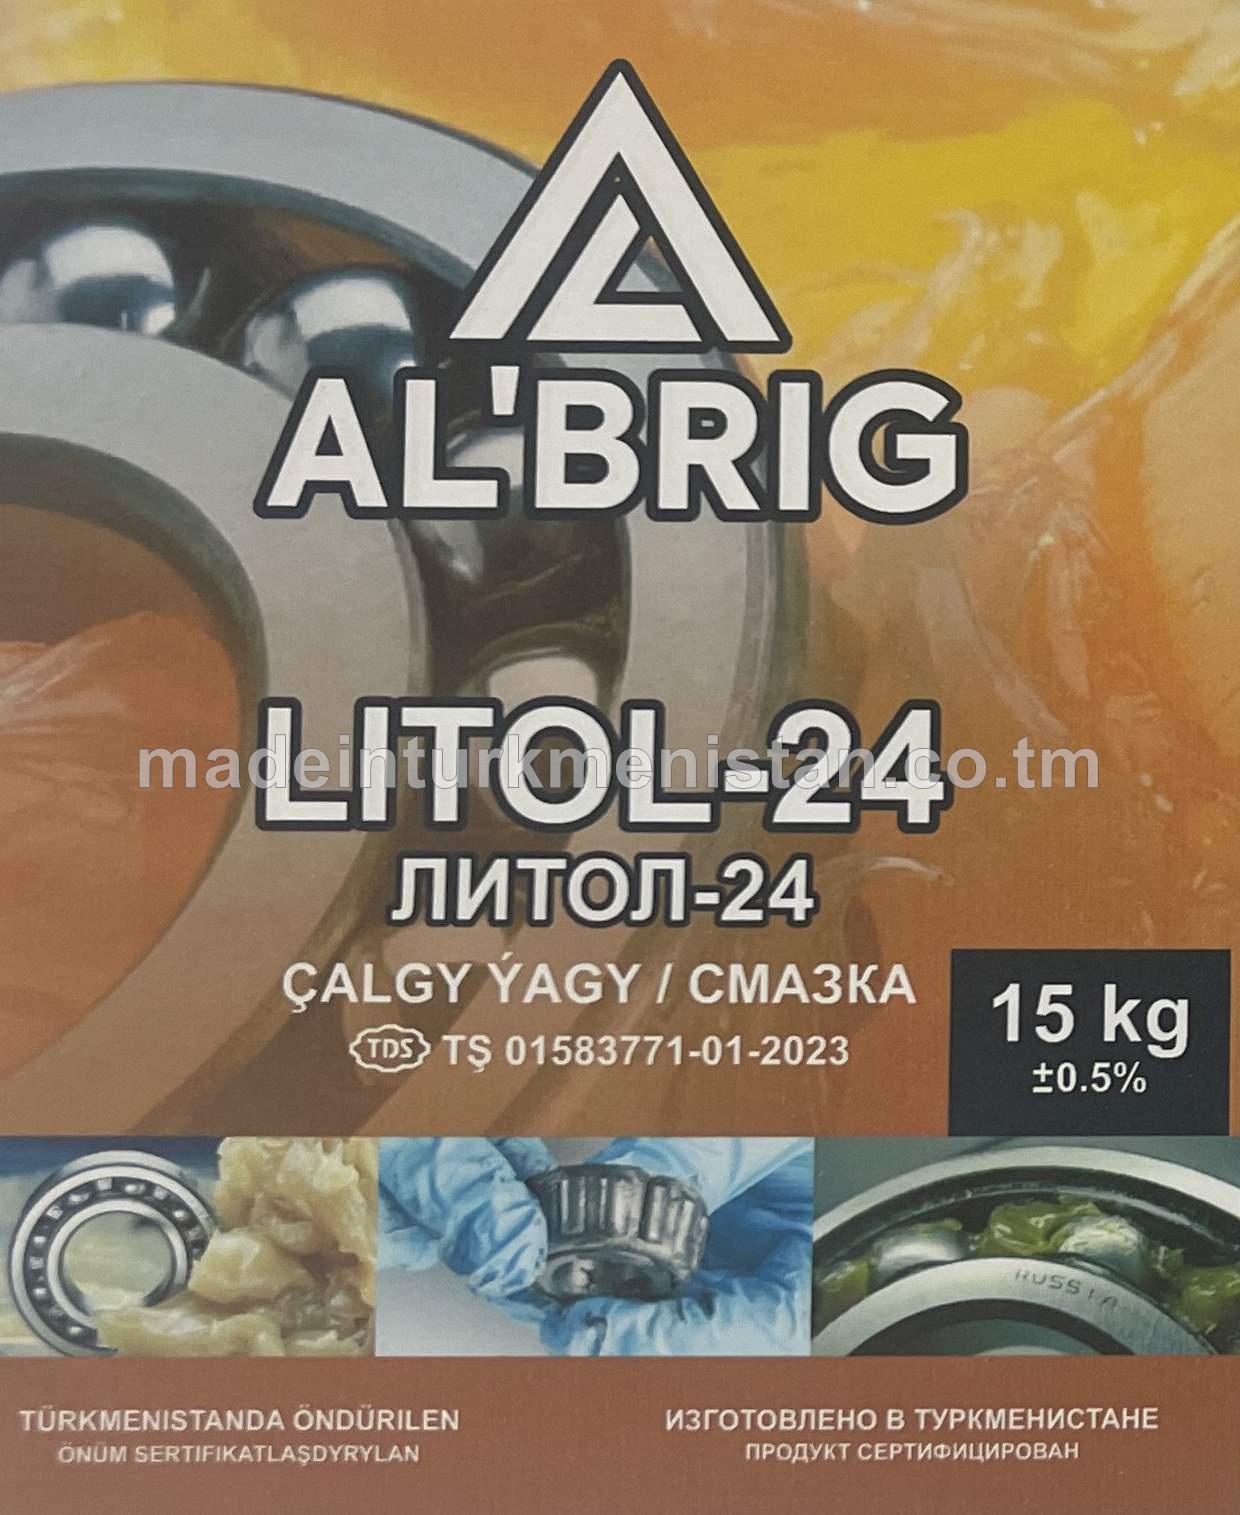 AL'BRIG
LITOL-24
madeinturkmenistan.co.tm
ЛИТОЛ-24
ÇALGY ÝAGY / СМАЗКА
TDS TŞ 01583771-01-2023
15 kg
±0.5%
RUSSIA
TÜRKMENISTANDA ÖNDÜRILEN
ÖNÜM SERTIFIKATLAŞDYRYLAN
ИЗГОТОВЛЕНО В ТУРКМЕНИСТАНЕ
ПРОДУКТ СЕРТИФИЦИРОВАН